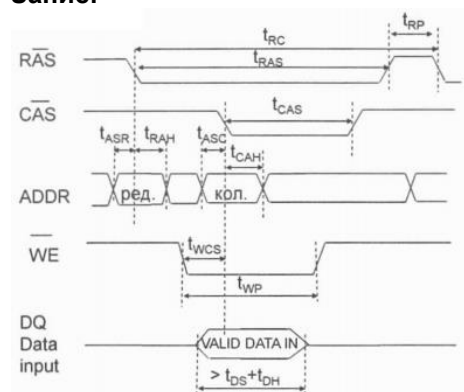 Запис:
tRC
tRP
RAS
tRAS
CAS
tCAS
tASR tRAH tASC
tCAH
ADDR ред. кол.
WE
tWCS
tWP
DQ
Data
input
VALID DATA IN
> tDS+tDH